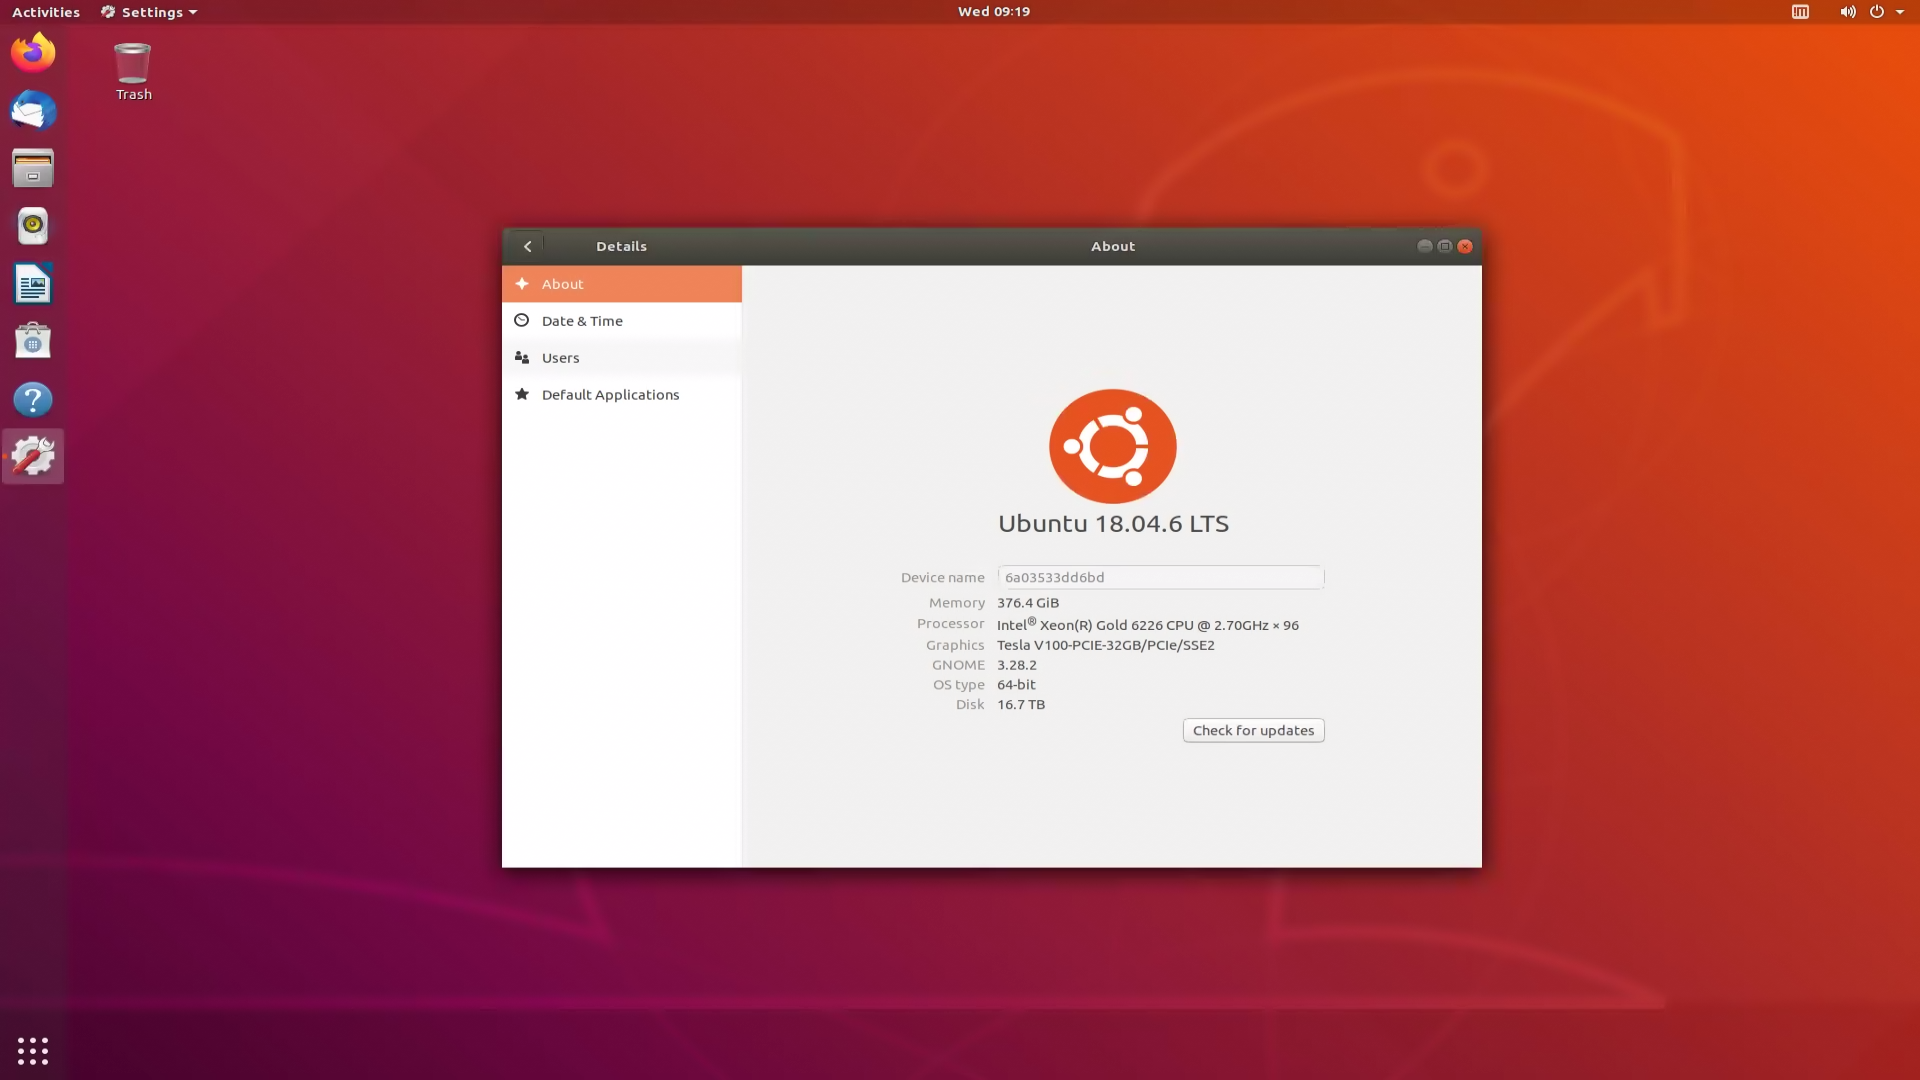 Activities
Settings
Wed 09:19
Trash
Details
About
About
Date & Time
Users
Default Applications
Ubuntu 18.04.6 LTS
Device name 6a03533dd6bd
Memory 376.4 GiB
Processor Intel® Xeon(R) Gold 6226 CPU @ 2.70GHz × 96
Graphics Tesla V100-PCIE-32GB/PCIe/SSE2
GNOME 3.28.2
OS type 64-bit
Disk 16.7 TB
Check for updates